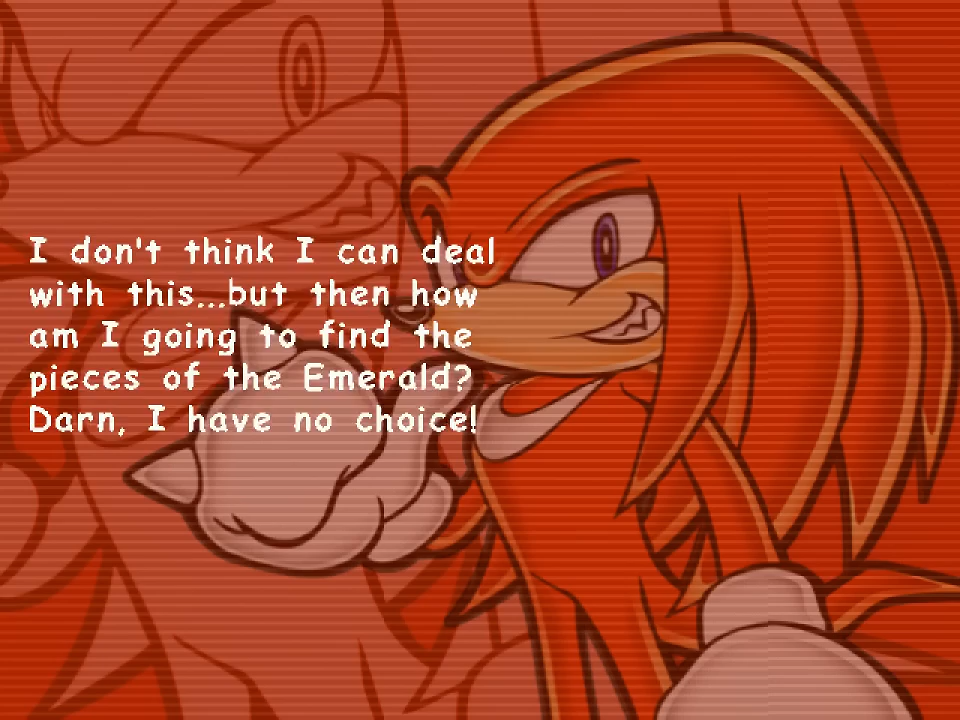 I don't think I can deal
with this...but then how
am I going to find the
pieces of the Emerald?
Darn, I have no choice!